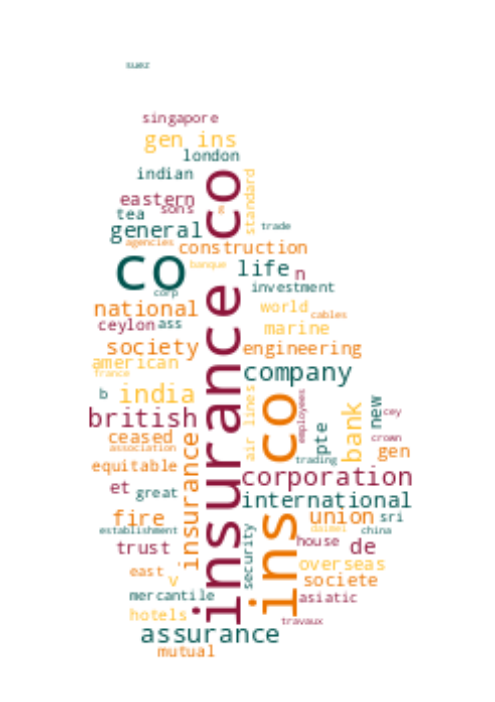 suez
singapore
gen ins
london
indian
standard
eastern
sons
tea
trade
general
agencies
construction
co
banque
life
n
corp
investment
national
world
cables
ceylon
ass
marine
society
engineering
american
france
company
b
india
air lines
employees
new
british
cey
pte
bank
ceased
crown
association
gen
equitable
insurance
trading
corporation
et
great
international
fire
union
sri
establishment
daimei
china
trust
security
house
de
east
v
overseas
societe
mercantile
asiatic
hotels
travaux
insurance co
ins co
assurance
mutual